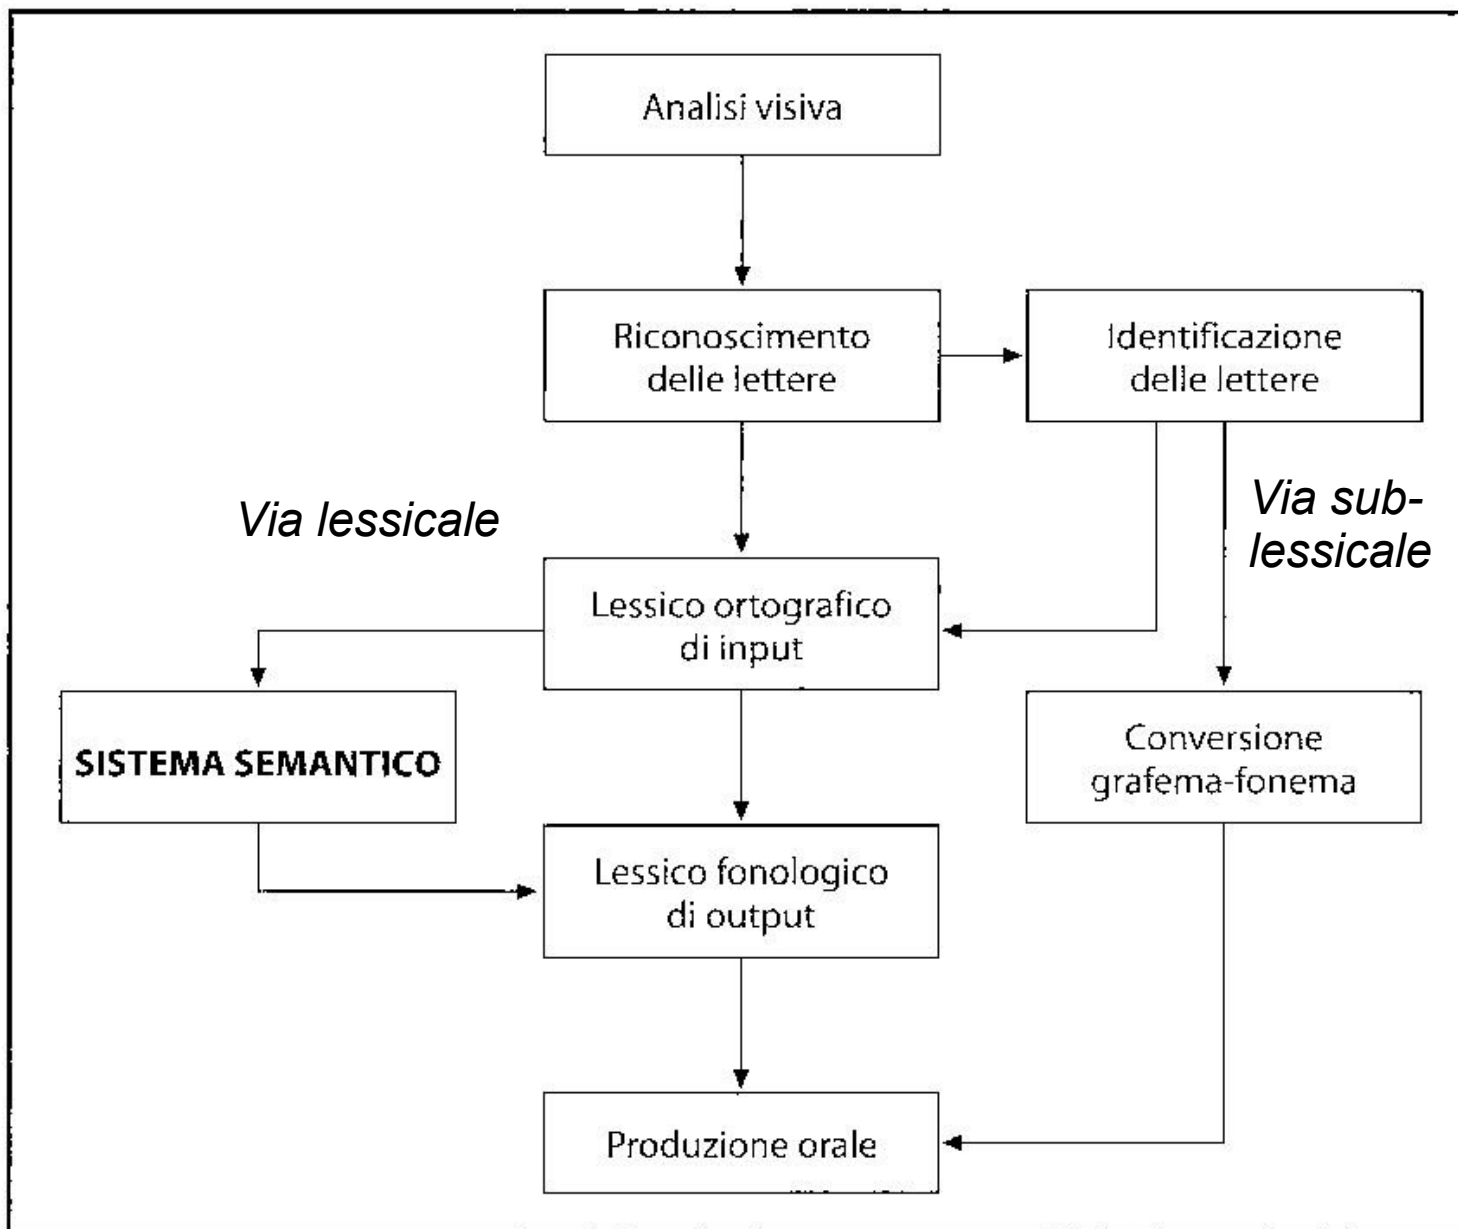 Analisi visiva
Riconoscimento
delle lettere
Identificazione
delle lettere
Via lessicale
Via sub-
lessicale
Lessico ortografico
di input
SISTEMA SEMANTICO
Conversione
grafema-fonema
Lessico fonologico
di output
Produzione orale